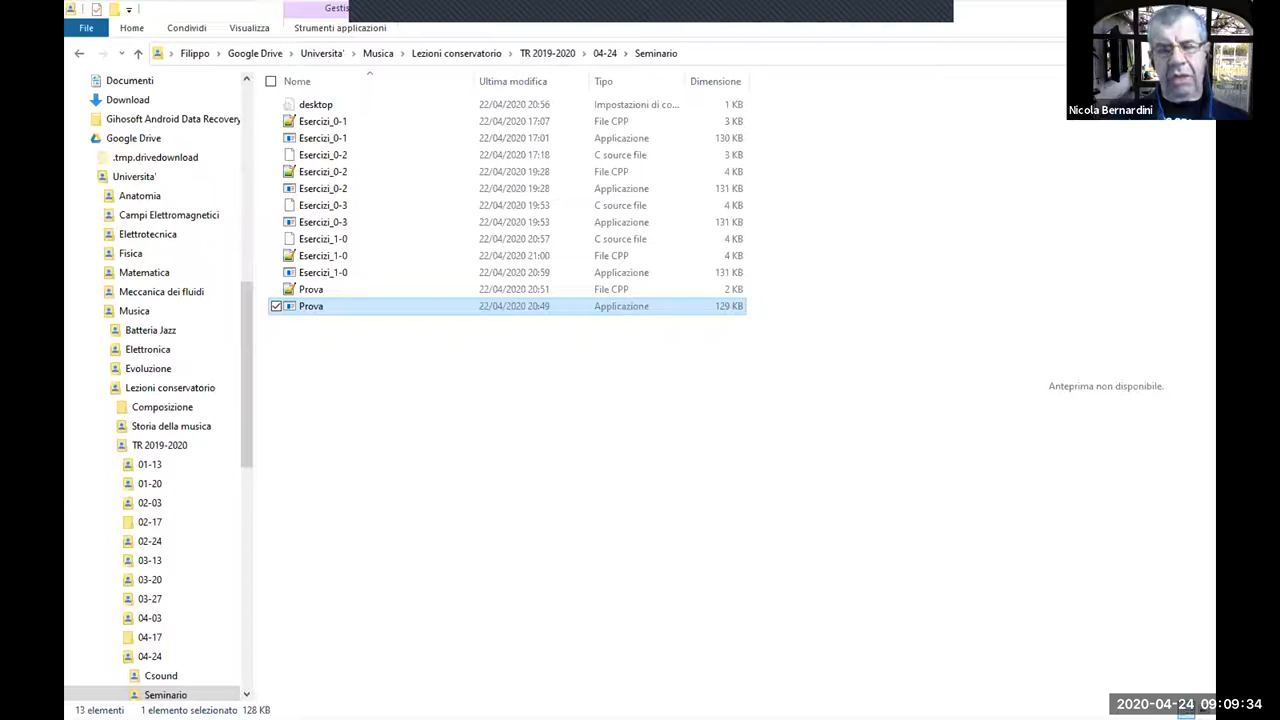 Gestis
File Home Condividi Visualizza Strumenti applicazioni
Filippo Google Drive Universita' Musica Lezioni conservatorio TR 2019-2020 04-24 Seminario
Nome Ultima modifica Tipo Dimensione
desktop 22/04/2020 20:56 Impostazioni di co... 1 KB
Esercizi_0-1 22/04/2020 17:07 File CPP 3 KB
Esercizi_0-1 22/04/2020 17:01 Applicazione 130 KB
Esercizi_0-2 22/04/2020 17:18 C source file 3 KB
Esercizi_0-2 22/04/2020 19:28 File CPP 4 KB
Esercizi_0-2 22/04/2020 19:28 Applicazione 131 KB
Esercizi_0-3 22/04/2020 19:53 C source file 4 KB
Esercizi_0-3 22/04/2020 19:53 Applicazione 131 KB
Esercizi_1-0 22/04/2020 20:57 C source file 4 KB
Esercizi_1-0 22/04/2020 21:00 File CPP 4 KB
Esercizi_1-0 22/04/2020 20:59 Applicazione 131 KB
Prova 22/04/2020 20:51 File CPP 2 KB
Prova 22/04/2020 20:49 Applicazione 129 KB
Documenti
Download
Gihosoft Android Data Recovery
Google Drive
.tmp.drivedownload
Universita'
Anatomia
Campi Elettromagnetici
Elettrotecnica
Fisica
Matematica
Meccanica dei fluidi
Musica
Batteria Jazz
Elettronica
Evoluzione
Lezioni conservatorio
Composizione
Storia della musica
TR 2019-2020
01-13
01-20
02-03
02-17
02-24
03-13
03-20
03-27
04-03
04-17
04-24
Csound
Seminario
Anteprima non disponibile.
Nicola Bernardini
13 elementi 1 elemento selezionato 128 KB
2020-04-24 09:09:34